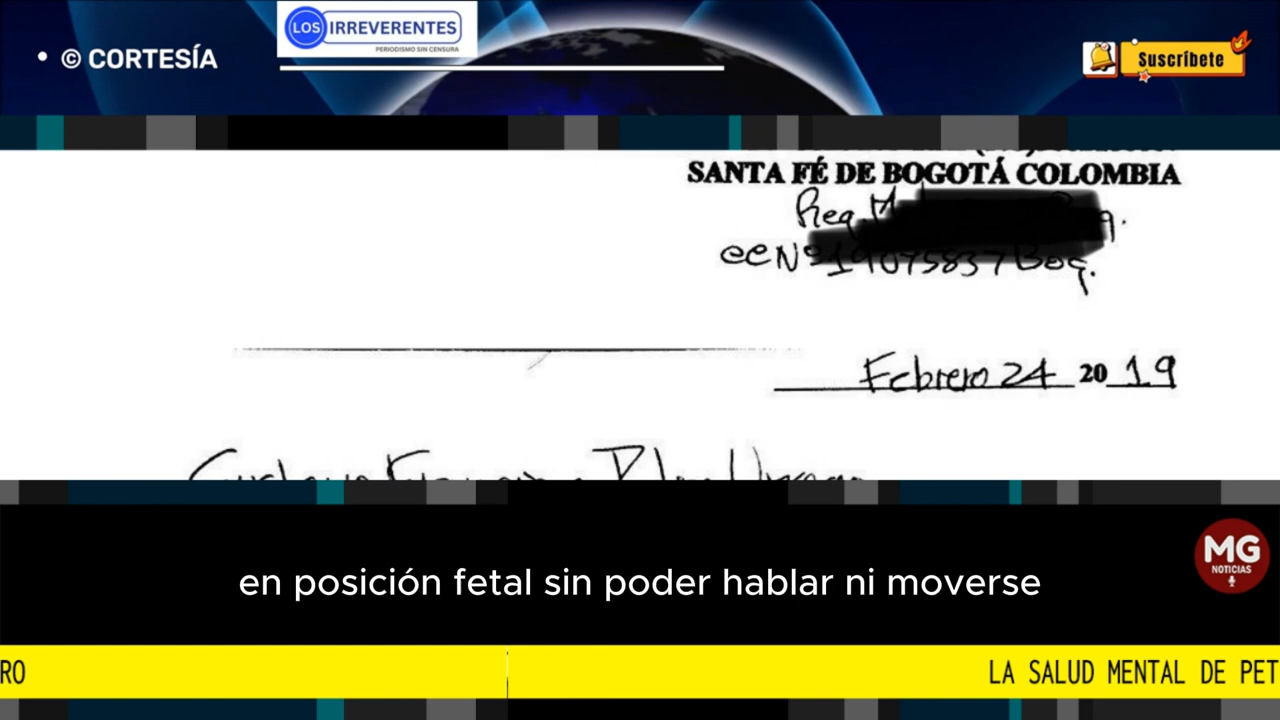 LOS IRREVERENTES
PERIODISMO SIN CENSURA
• © CORTESÍA
Suscríbete
SANTA FÉ DE BOGOTÁ COLOMBIA
Reg.
Febrero 24 2019
en posición fetal sin poder hablar ni moverse
MG
NOTICIAS
RO
LA SALUD MENTAL DE PET